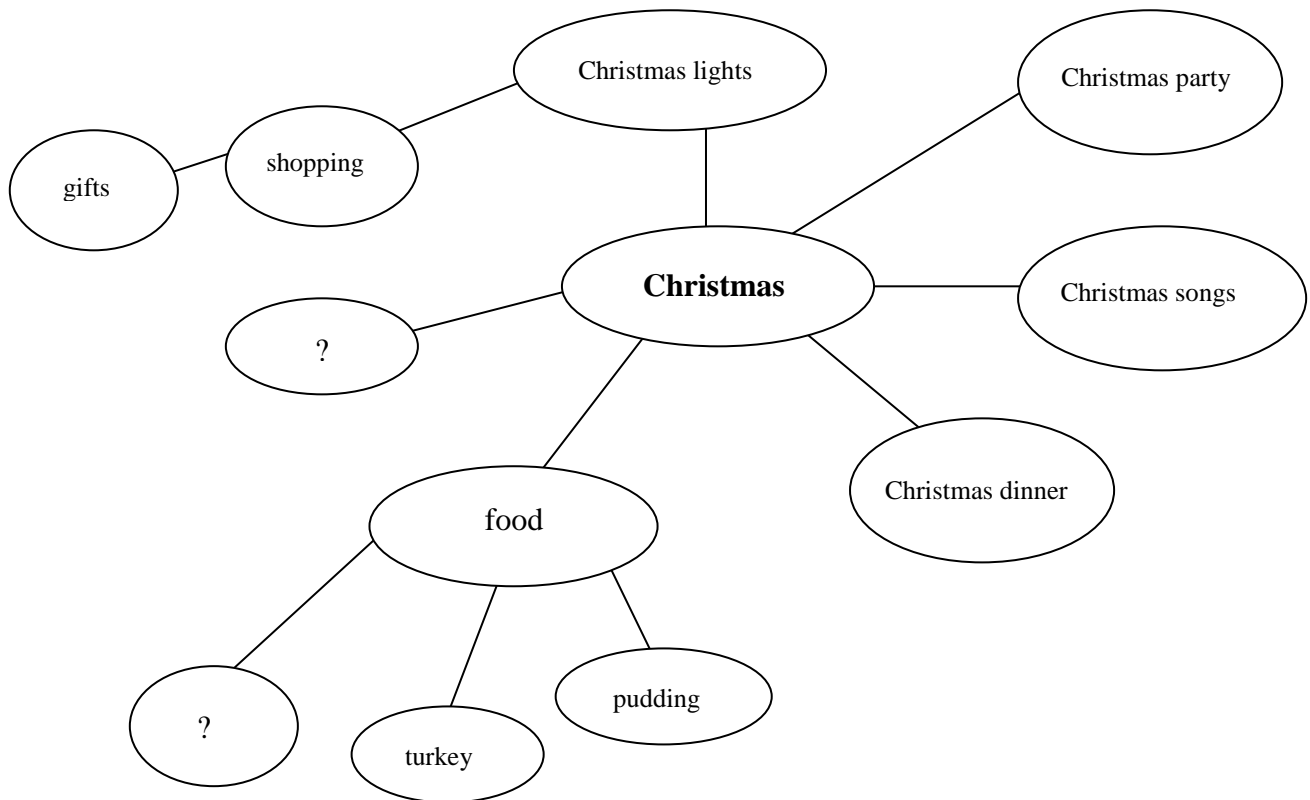 Christmas lights
Christmas party
shopping
gifts
Christmas
Christmas songs
?
Christmas dinner
food
pudding
?
turkey